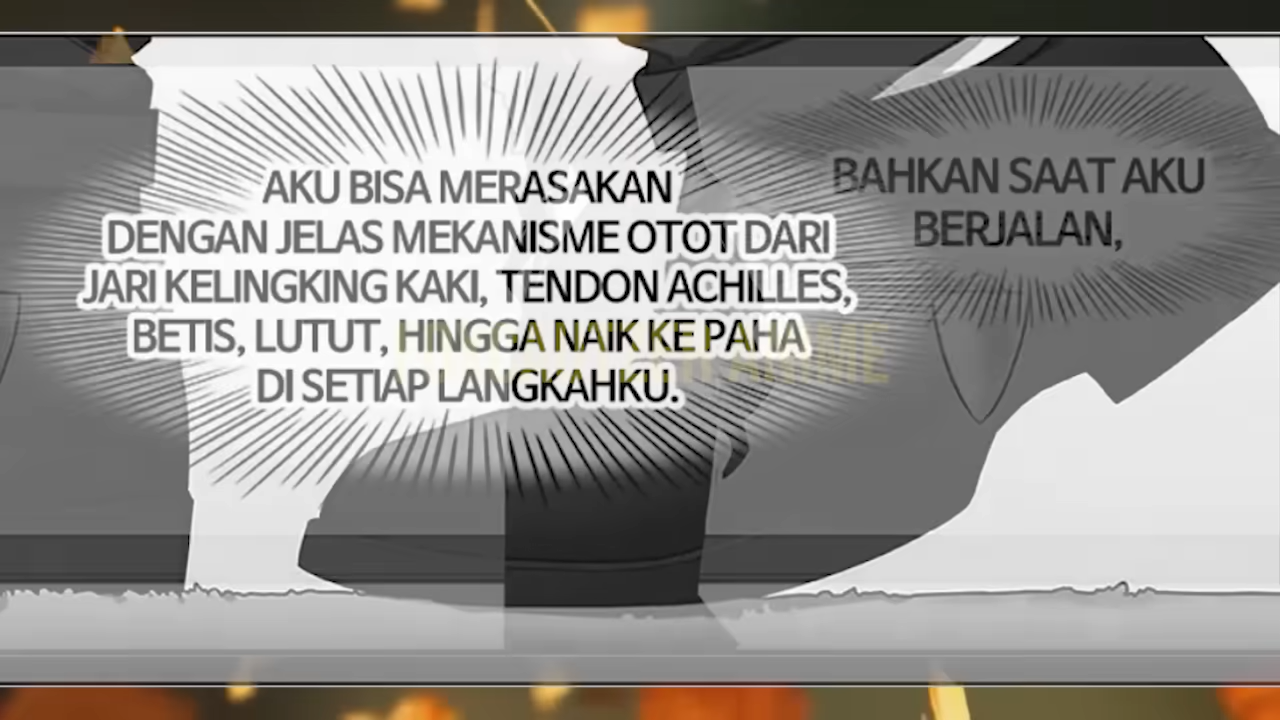 AKU BISA MERASAKAN
DENGAN JELAS MEKANISME OTOT DARI
JARI KELINGKING KAKI, TENDON ACHILLES,
BETIS, LUTUT, HINGGA NAIK KE PAHA
DI SETIAP LANGKAHKU.
BAHKAN SAAT AKU
BERJALAN,